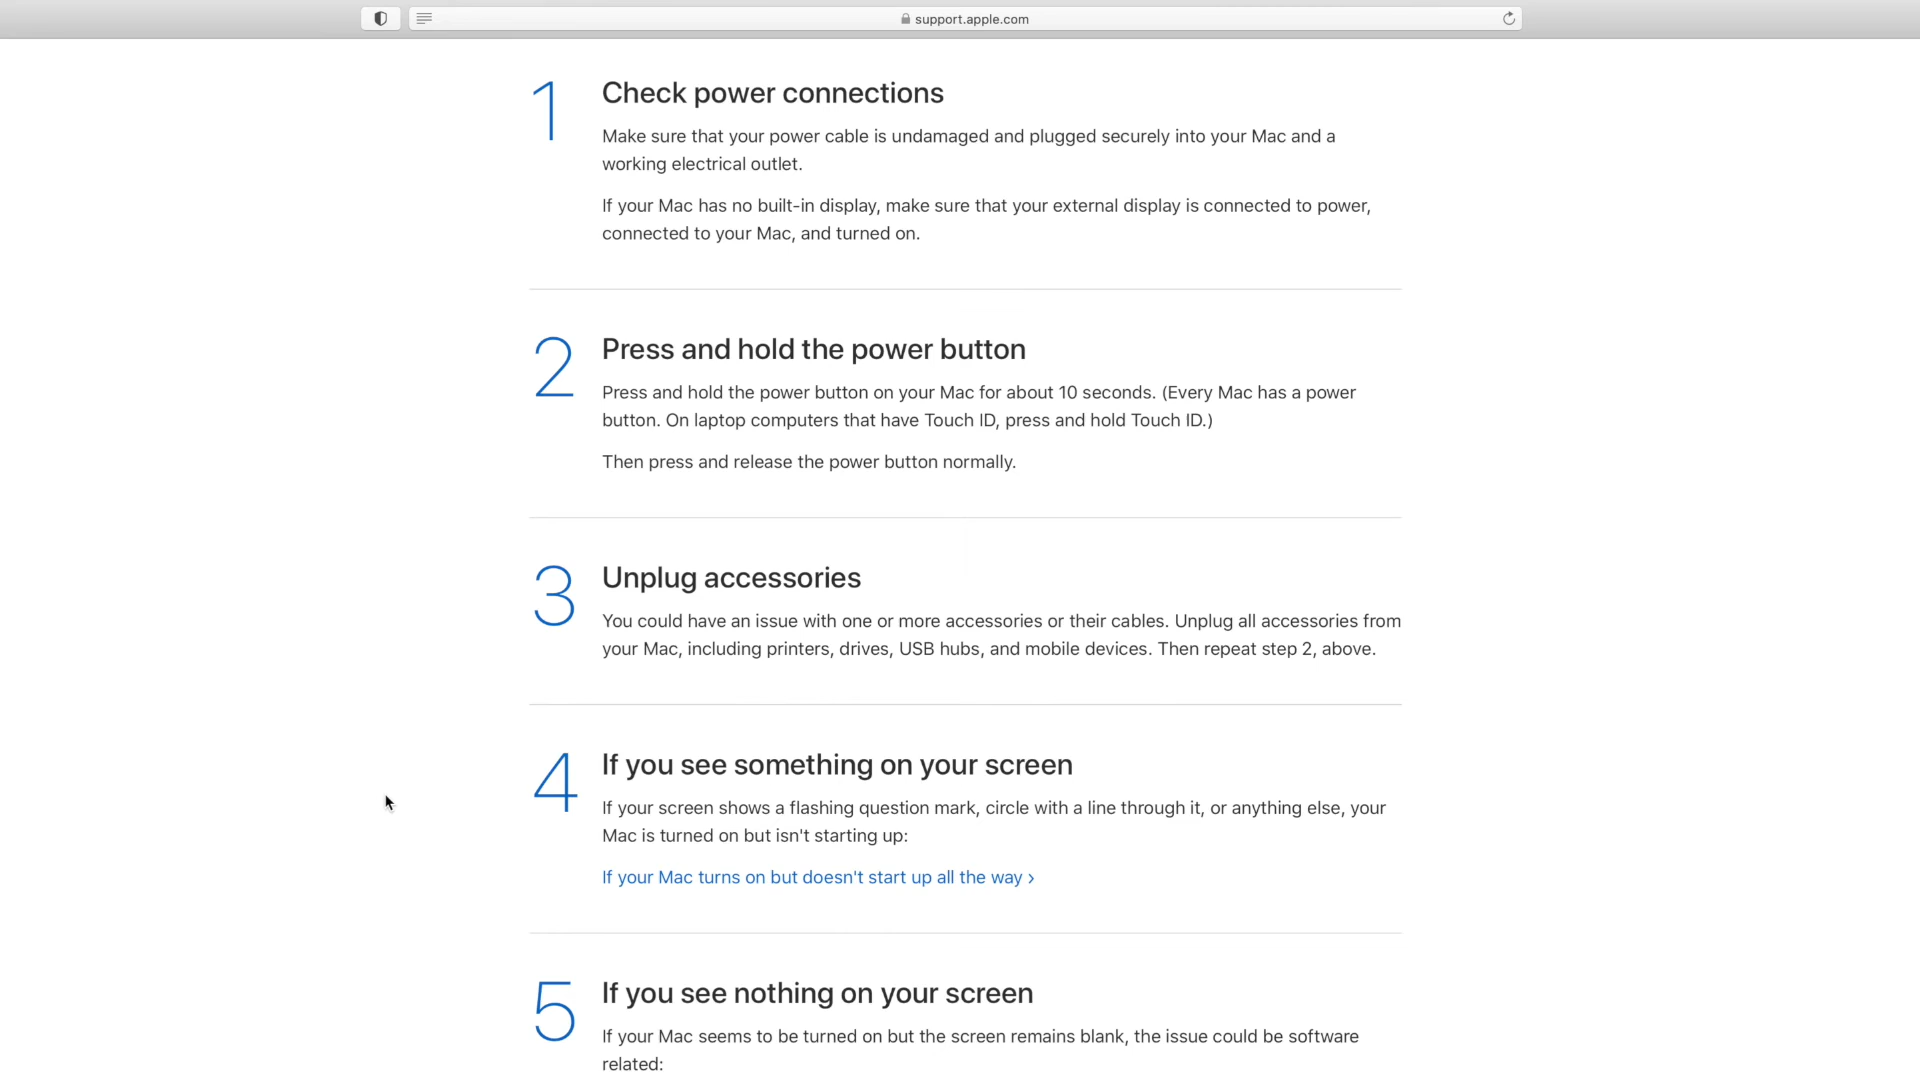 support.apple.com
1
Check power connections
Make sure that your power cable is undamaged and plugged securely into your Mac and a
working electrical outlet.
If your Mac has no built-in display, make sure that your external display is connected to power,
connected to your Mac, and turned on.
2
Press and hold the power button
Press and hold the power button on your Mac for about 10 seconds. (Every Mac has a power
button. On laptop computers that have Touch ID, press and hold Touch ID.)
Then press and release the power button normally.
3
Unplug accessories
You could have an issue with one or more accessories or their cables. Unplug all accessories from
your Mac, including printers, drives, USB hubs, and mobile devices. Then repeat step 2, above.
4
If you see something on your screen
If your screen shows a flashing question mark, circle with a line through it, or anything else, your
Mac is turned on but isn't starting up:
If your Mac turns on but doesn't start up all the way ›
5
If you see nothing on your screen
If your Mac seems to be turned on but the screen remains blank, the issue could be software
related: